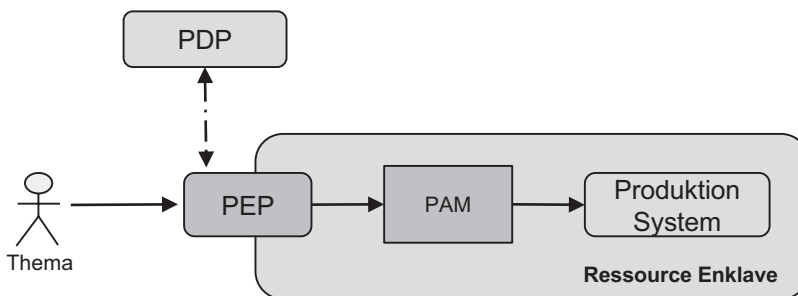 PDP
Thema
PEP
PAM
Produktion
System
Ressource Enklave